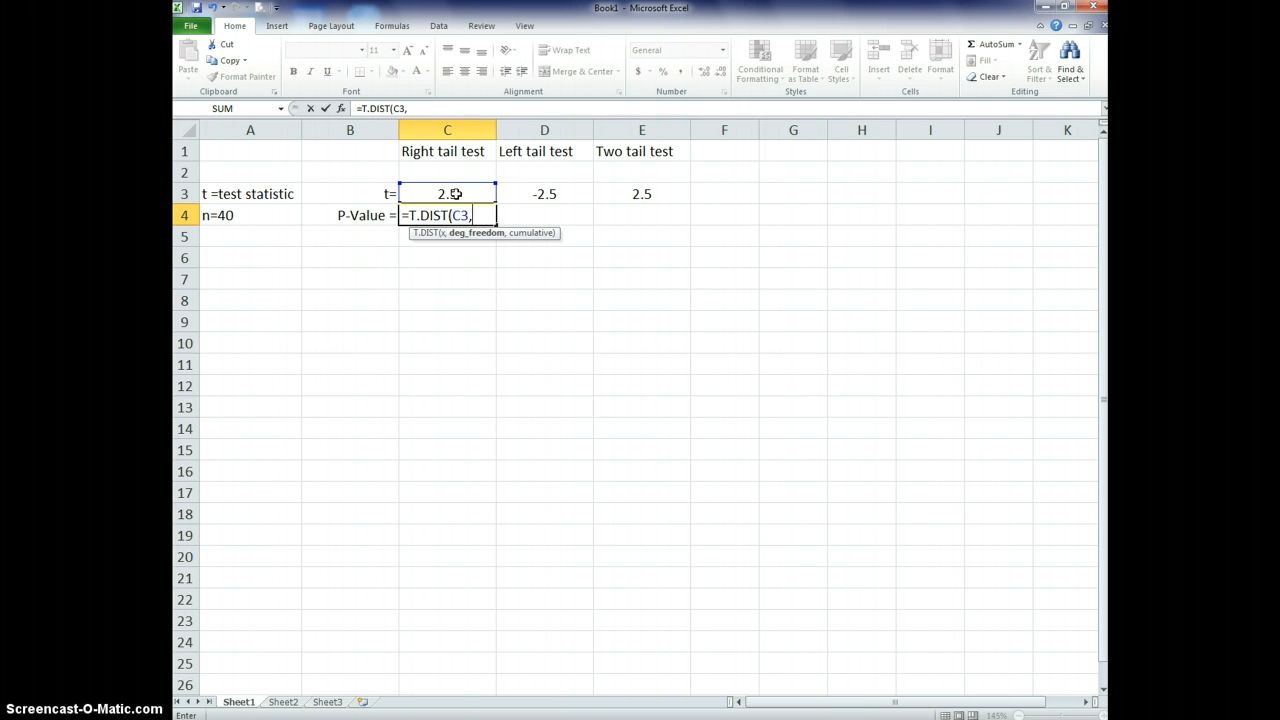 Book1 - Microsoft Excel
File Home Insert Page Layout Formulas Data Review View
Cut
Copy
Format Painter
Paste
11
Wrap Text
Merge & Center
General
Conditional Formatting
Format as Table
Cell Styles
Insert Delete Format
AutoSum
Fill
Clear
Sort & Filter
Find & Select
Clipboard Font Alignment Number Styles Cells Editing
SUM =T.DIST(C3,
A B C D E F G H I J K
1 Right tail test Left tail test Two tail test
2
3 t =test statistic t= 2.5 -2.5 2.5
4 n=40 P-Value = =T.DIST(C3,
T.DIST(x, deg_freedom, cumulative)
5
6
7
8
9
10
11
12
13
14
15
16
17
18
19
20
21
22
23
24
25
26
Sheet1 Sheet2 Sheet3
Screencast-O-Matic.com
Enter 145%